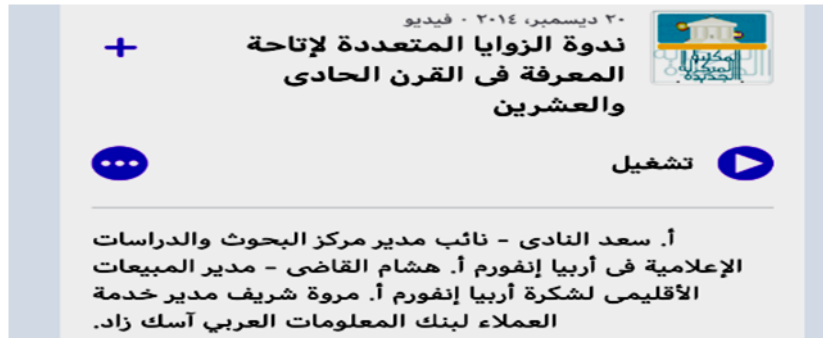 ٢٠ ديسمبر، ٢٠١٤ · فيديو
ندوة الزوايا المتعددة لإتاحة
المعرفة فى القرن الحادى
والعشرين
تشغيل
أ. سعد النادى – نائب مدير مركز البحوث والدراسات
الإعلامية فى أربيا إنفورم أ. هشام القاضى – مدير المبيعات
الأقليمى لشكرة أربيا إنفورم أ. مروة شريف مدير خدمة
العملاء لبنك المعلومات العربي آسك زاد.